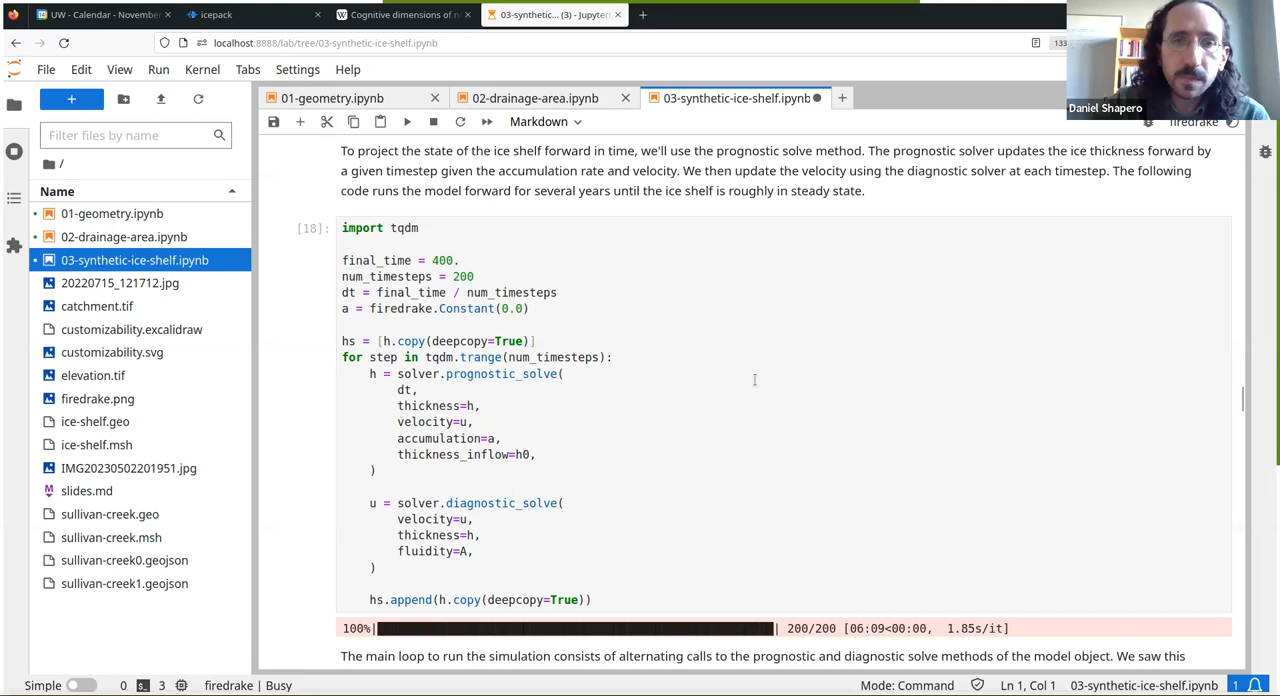 UW - Calendar - November
icepack
Cognitive dimensions of n
03-synthetic... (3) - Jupyter
localhost:8888/lab/tree/03-synthetic-ice-shelf.ipynb
133
File Edit View Run Kernel Tabs Settings Help
Daniel Shapero
01-geometry.ipynb
02-drainage-area.ipynb
03-synthetic-ice-shelf.ipynb
Markdown
firedrake
Filter files by name
/
Name
01-geometry.ipynb
02-drainage-area.ipynb
03-synthetic-ice-shelf.ipynb
20220715_121712.jpg
catchment.tif
customizability.excalidraw
customizability.svg
elevation.tif
firedrake.png
ice-shelf.geo
ice-shelf.msh
IMG20230502201951.jpg
slides.md
sullivan-creek.geo
sullivan-creek.msh
sullivan-creek0.geojson
sullivan-creek1.geojson
To project the state of the ice shelf forward in time, we'll use the prognostic solve method. The prognostic solver updates the ice thickness forward by
a given timestep given the accumulation rate and velocity. We then update the velocity using the diagnostic solver at each timestep. The following
code runs the model forward for several years until the ice shelf is roughly in steady state.
[18]:
import tqdm
final_time = 400.
num_timesteps = 200
dt = final_time / num_timesteps
a = firedrake.Constant(0.0)
hs = [h.copy(deepcopy=True)]
for step in tqdm.trange(num_timesteps):
h = solver.prognostic_solve(
dt,
thickness=h,
velocity=u,
accumulation=a,
thickness_inflow=h0,
)
u = solver.diagnostic_solve(
velocity=u,
thickness=h,
fluidity=A,
)
hs.append(h.copy(deepcopy=True))
100%| | 200/200 [06:09<00:00, 1.85s/it]
The main loop to run the simulation consists of alternating calls to the prognostic and diagnostic solve methods of the model object. We saw this
Simple 0 3 firedrake | Busy Mode: Command Ln 1, Col 1 03-synthetic-ice-shelf.ipynb 1